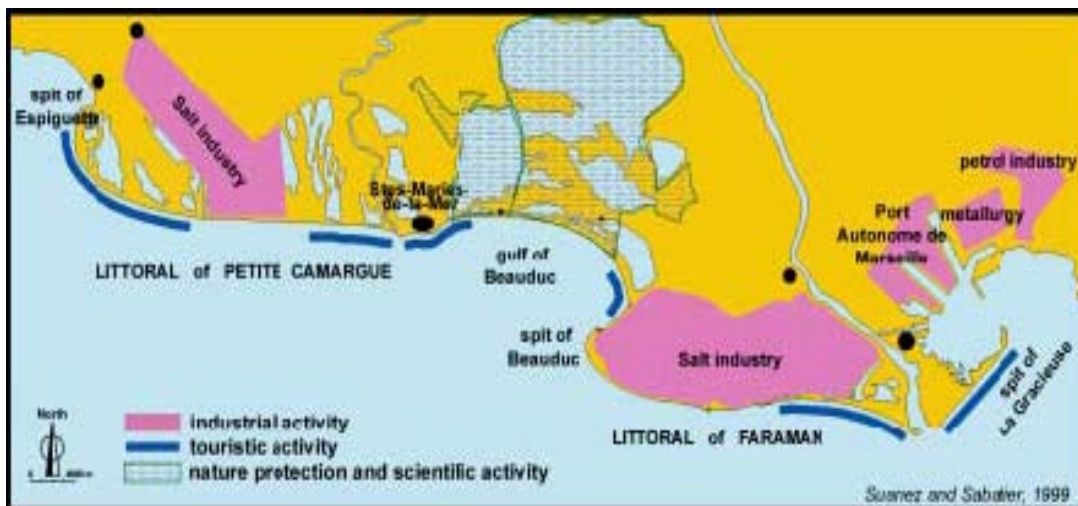 spit of
Espiguette
Salt industry
Stes-Maries-
de-la-Mer
LITTORAL of PETITE CAMARGUE
gulf of
Beauduc
spit of
Beauduc
Salt industry
petrol industry
metallurgy
Port
Autonome de
Marseille
spit of
La Gracieuse
LITTORAL of FARAMAN
North
0
industrial activity
touristic activity
nature protection and scientific activity
Suanez and Sabatier, 1999